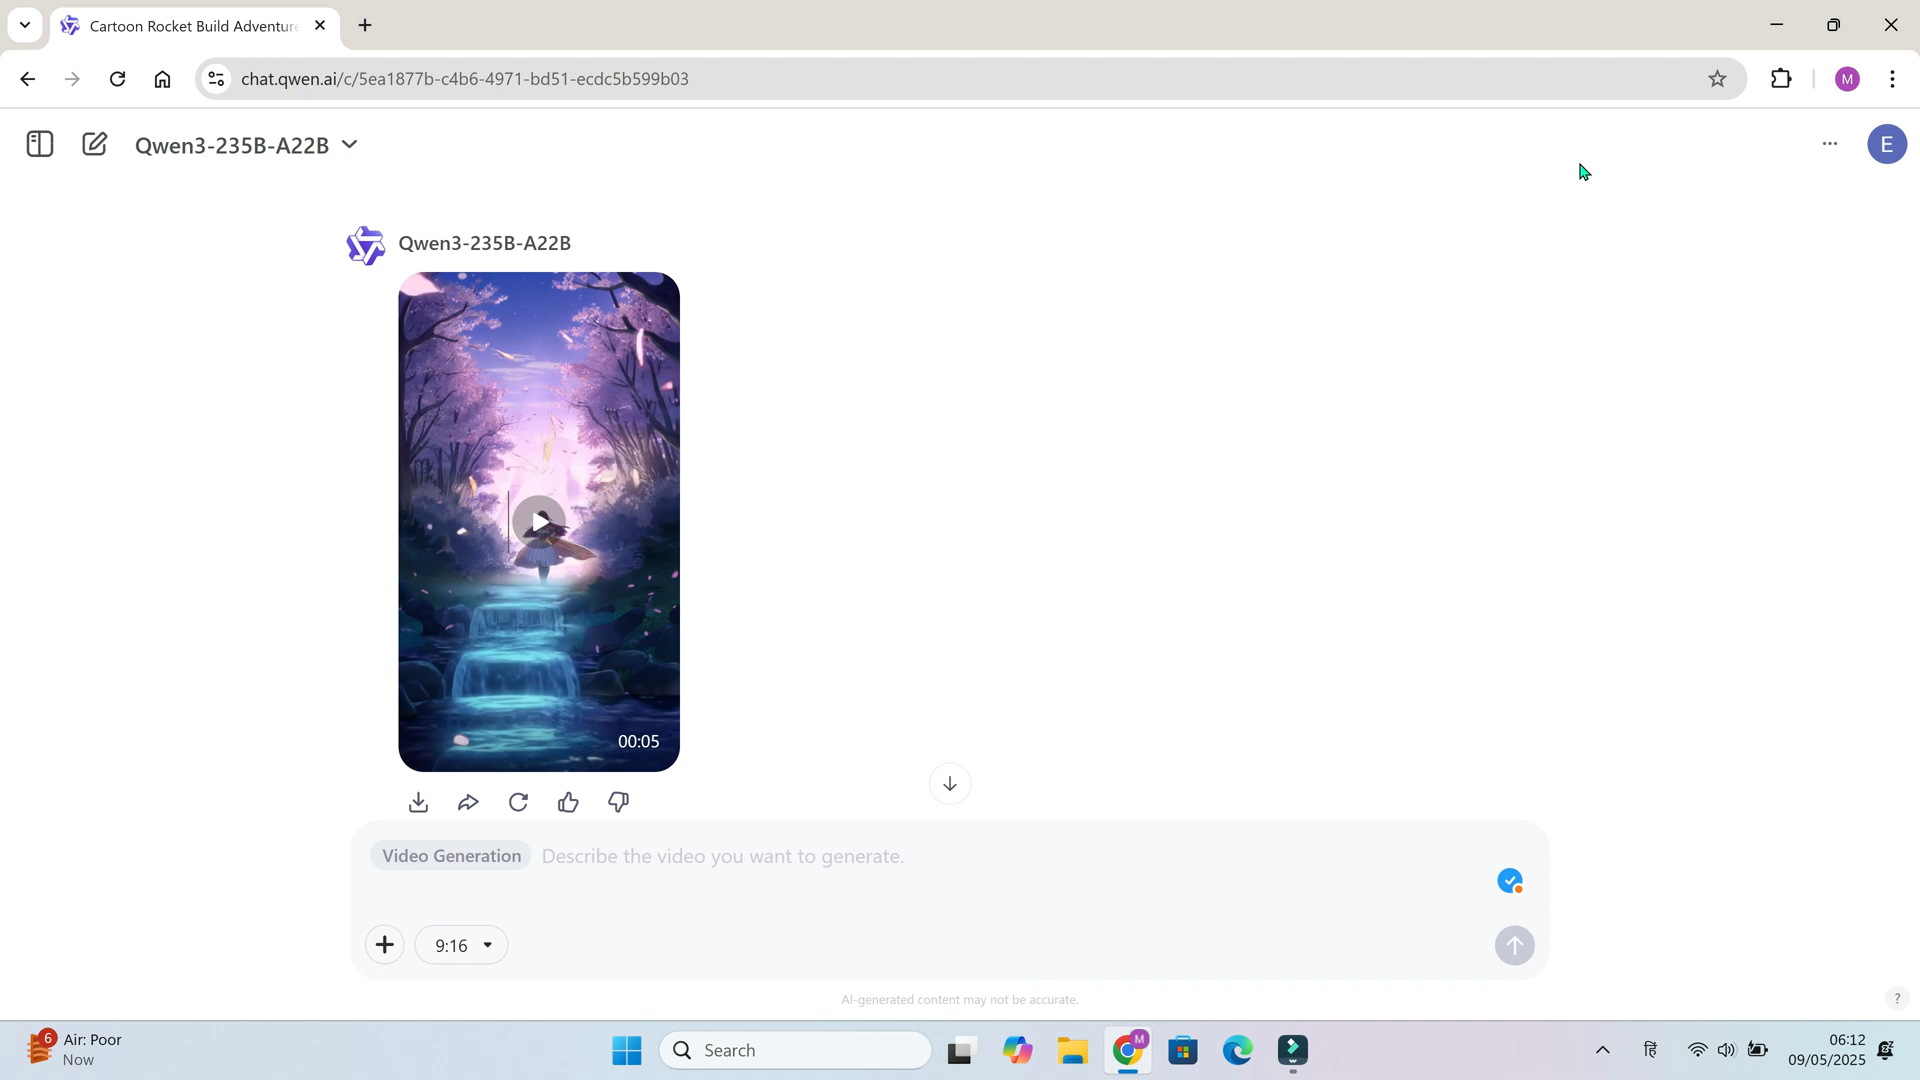 Cartoon Rocket Build Adventure
chat.qwen.ai/c/5ea1877b-c4b6-4971-bd51-ecdc5b599b03
M
Qwen3-235B-A22B
E
Qwen3-235B-A22B
00:05
Video Generation Describe the video you want to generate.
9:16
AI-generated content may not be accurate.
?
6
Air: Poor
Now
Search
M
हिं
06:12
09/05/2025